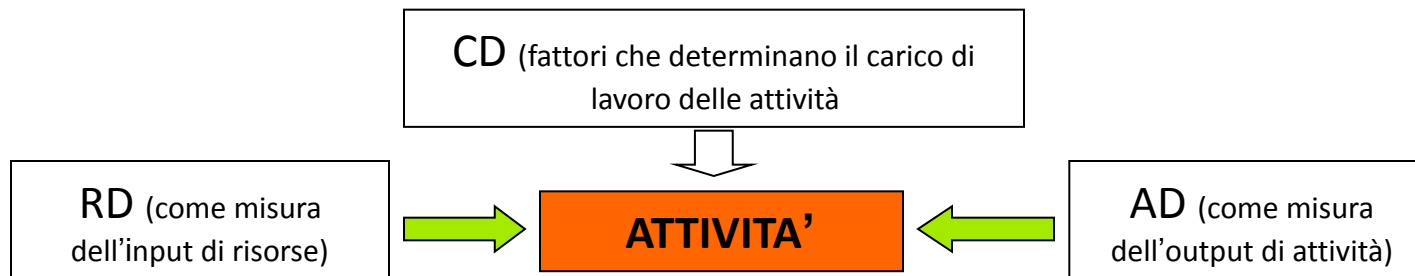 CD (fattori che determinano il carico di
lavoro delle attività
RD (come misura
dell’input di risorse)
ATTIVITA’
AD (come misura
dell’output di attività)